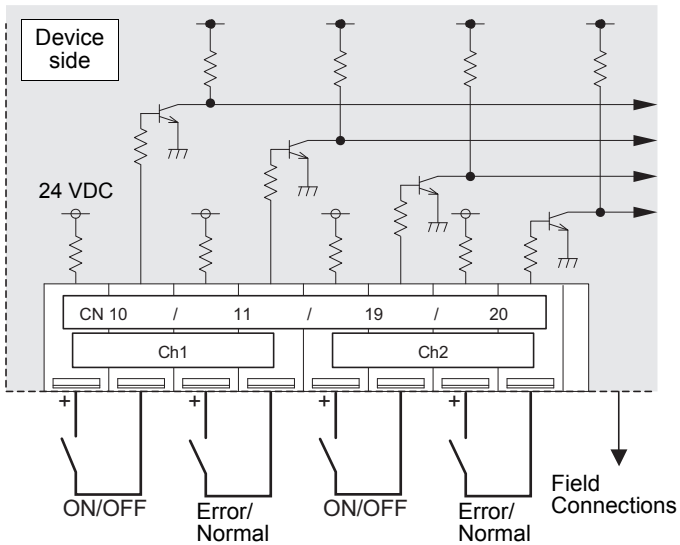 Device
side
24 VDC
CN 10 / 11 / 19 / 20
Ch1 Ch2
+ + + +
ON/OFF Error/
Normal ON/OFF Error/
Normal
Field
Connections